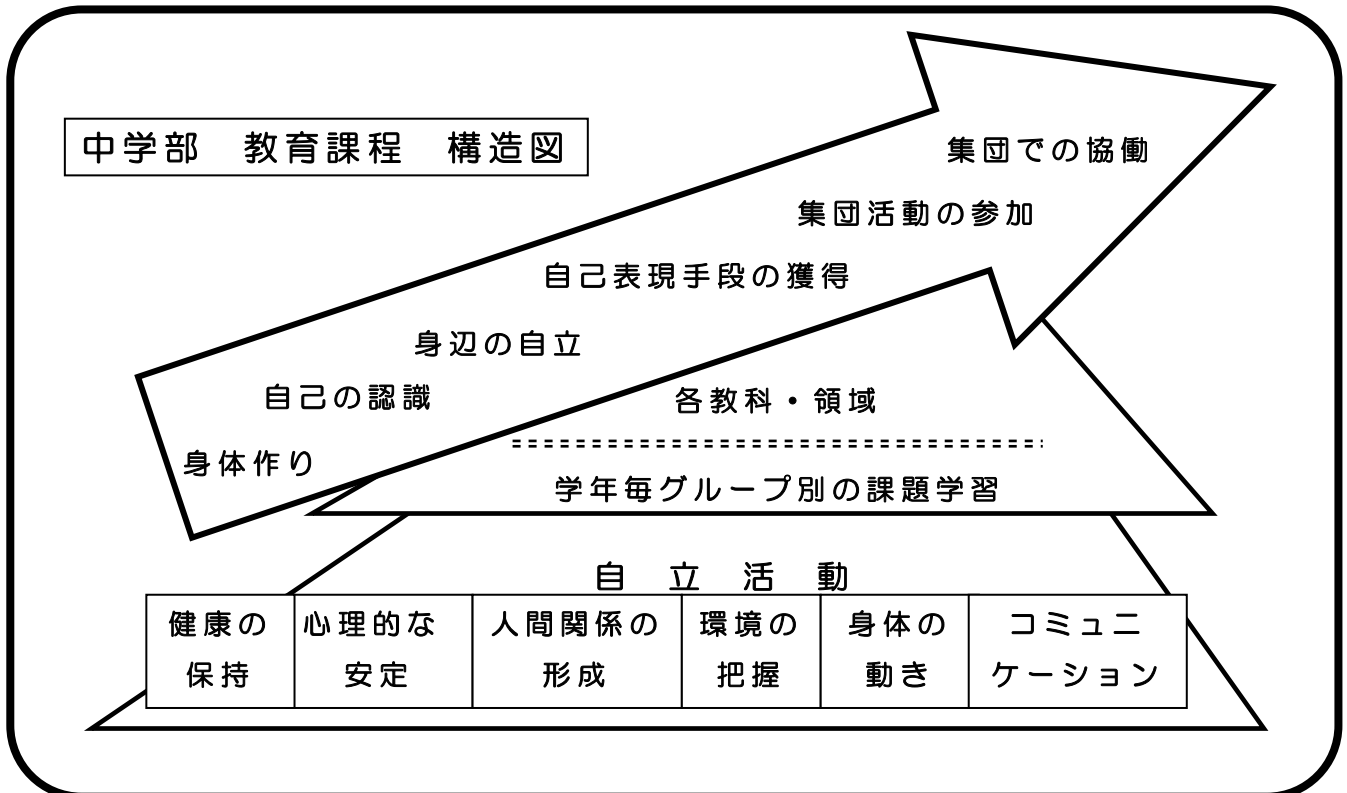 中学部　教育課程　構造図
集団での協働
集団活動の参加
自己表現手段の獲得
身辺の自立
自己の認識
身体作り
各教科・領域
学年毎グループ別の課題学習
自　立　活　動
健康の
保持
心理的な
安定
人間関係の
形成
環境の
把握
身体の
動き
コミュニ
ケーション